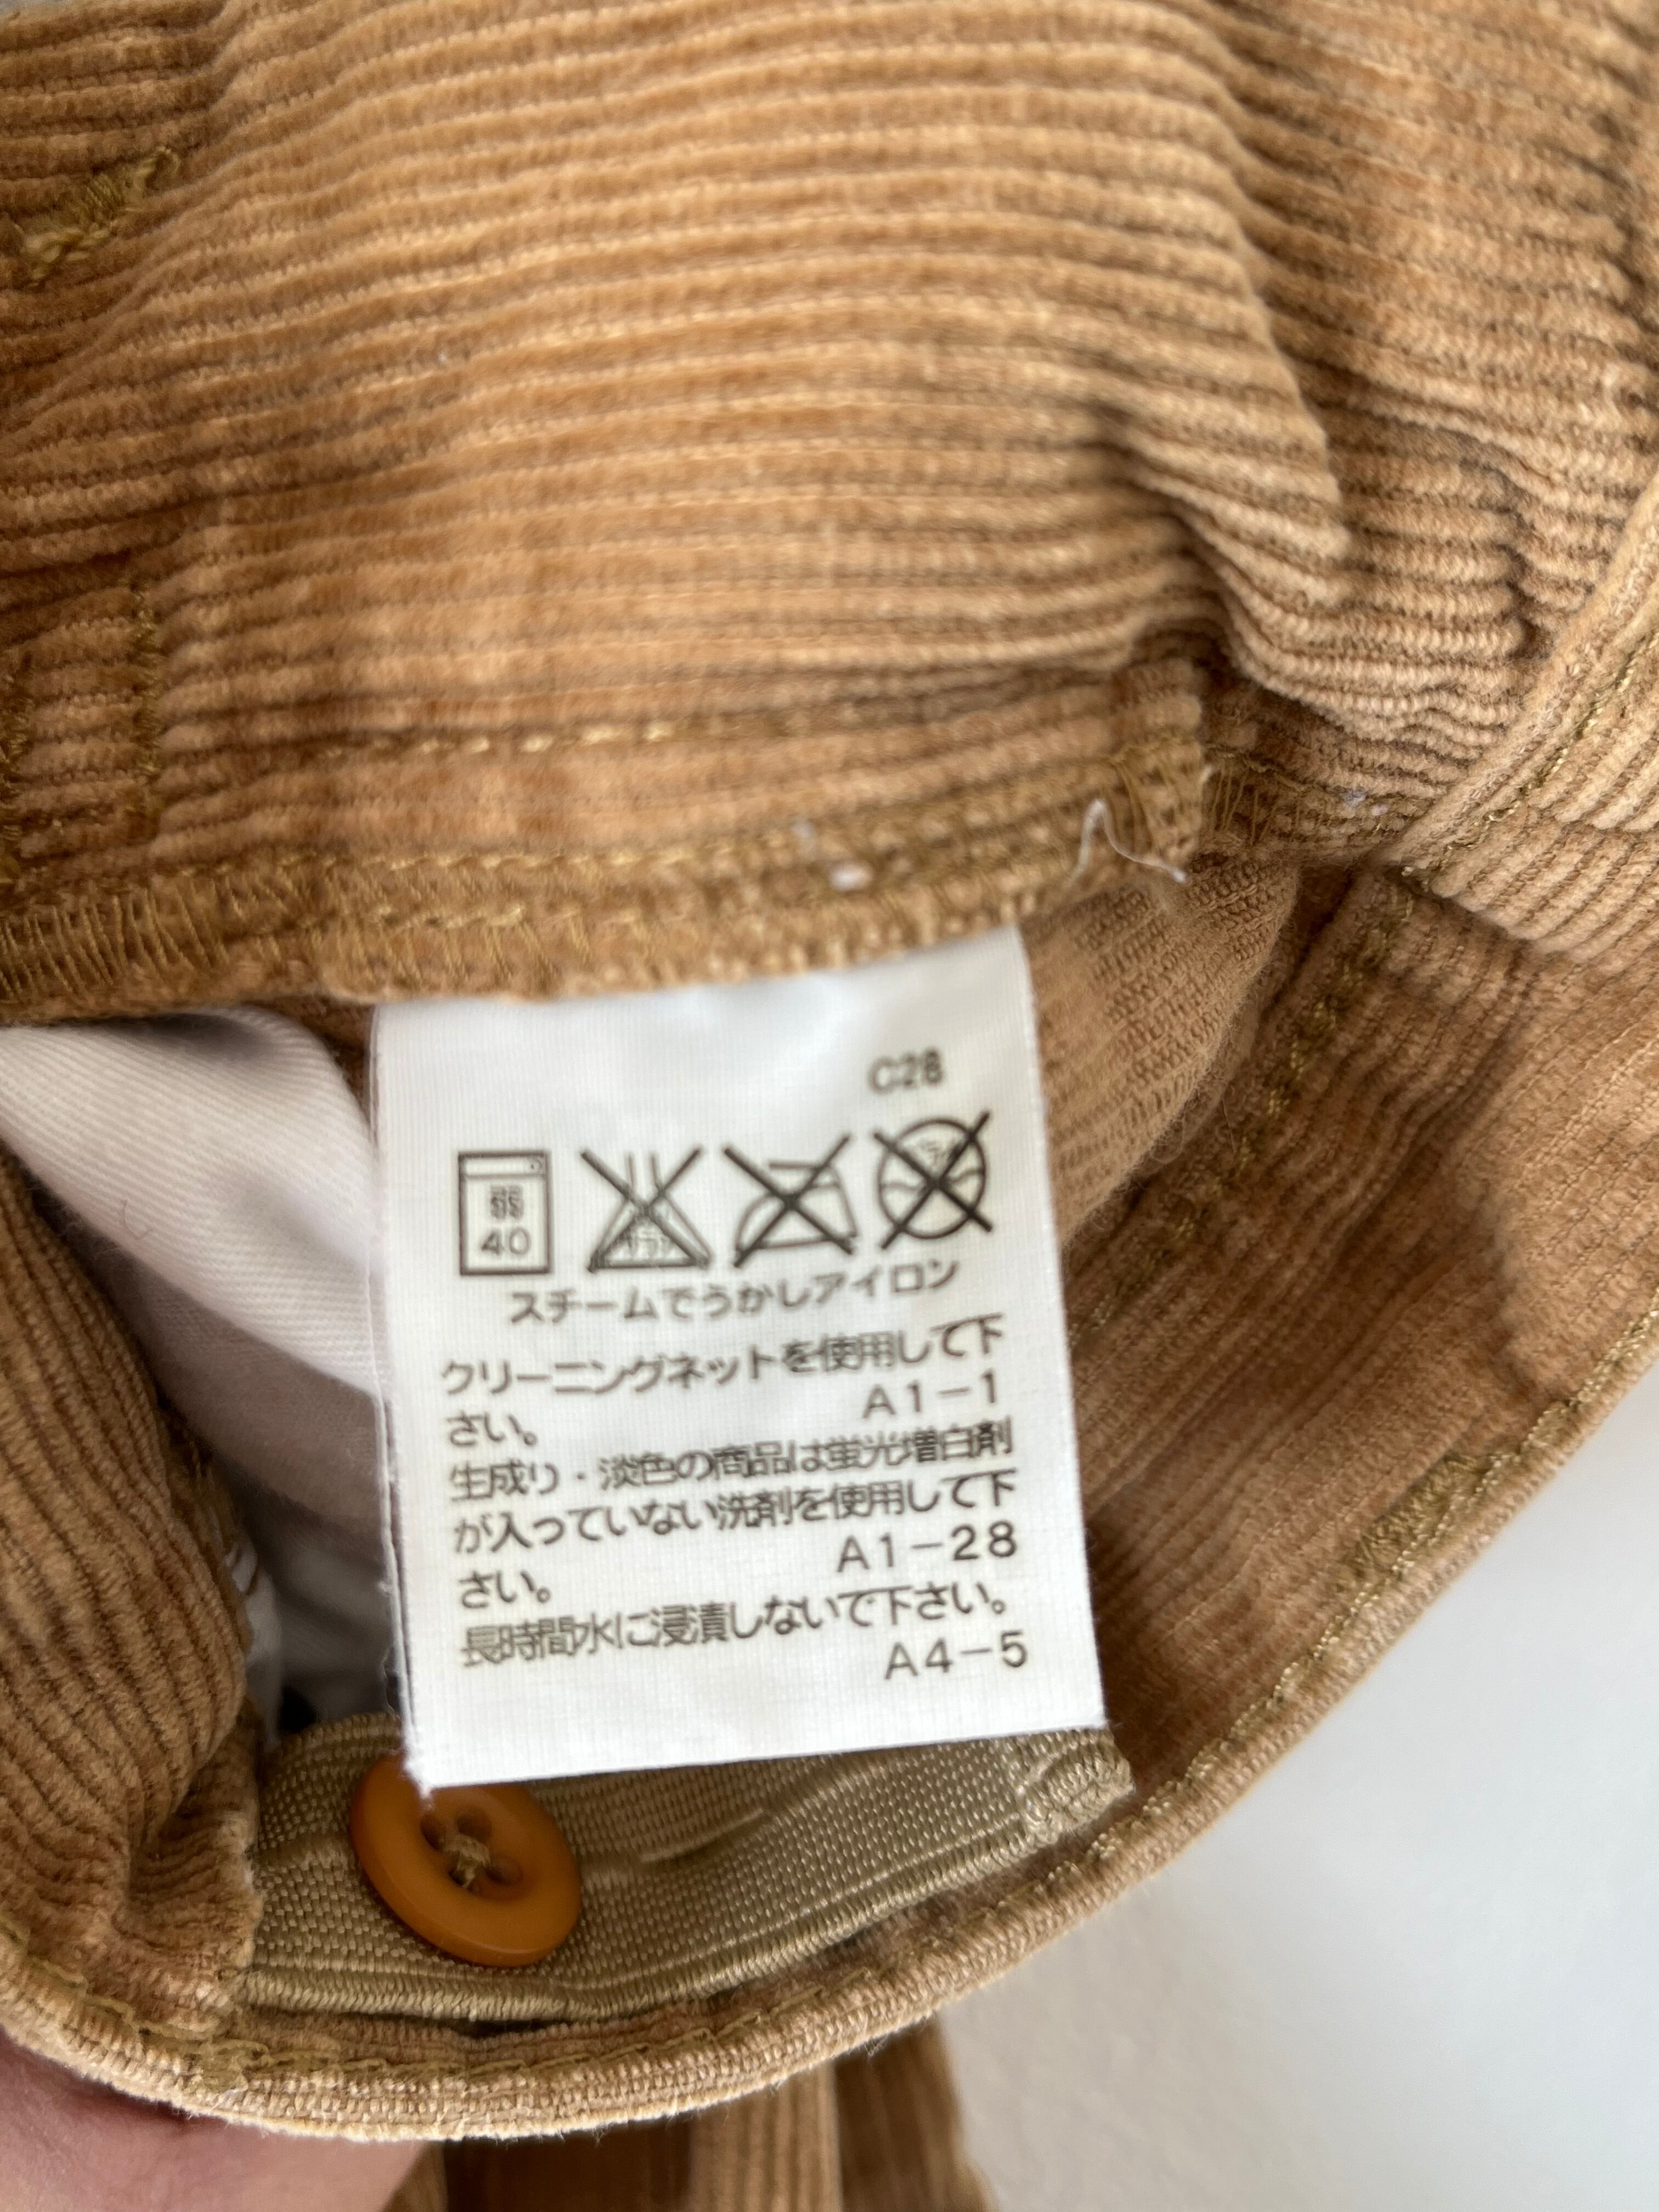 C28
弱
40
スチームでうかしアイロン
クリーニングネットを使用して下
さい。 A1-1
生成り・淡色の商品は蛍光増白剤
が入っていない洗剤を使用して下
さい。 A1-28
長時間水に浸漬しないで下さい。
A4-5